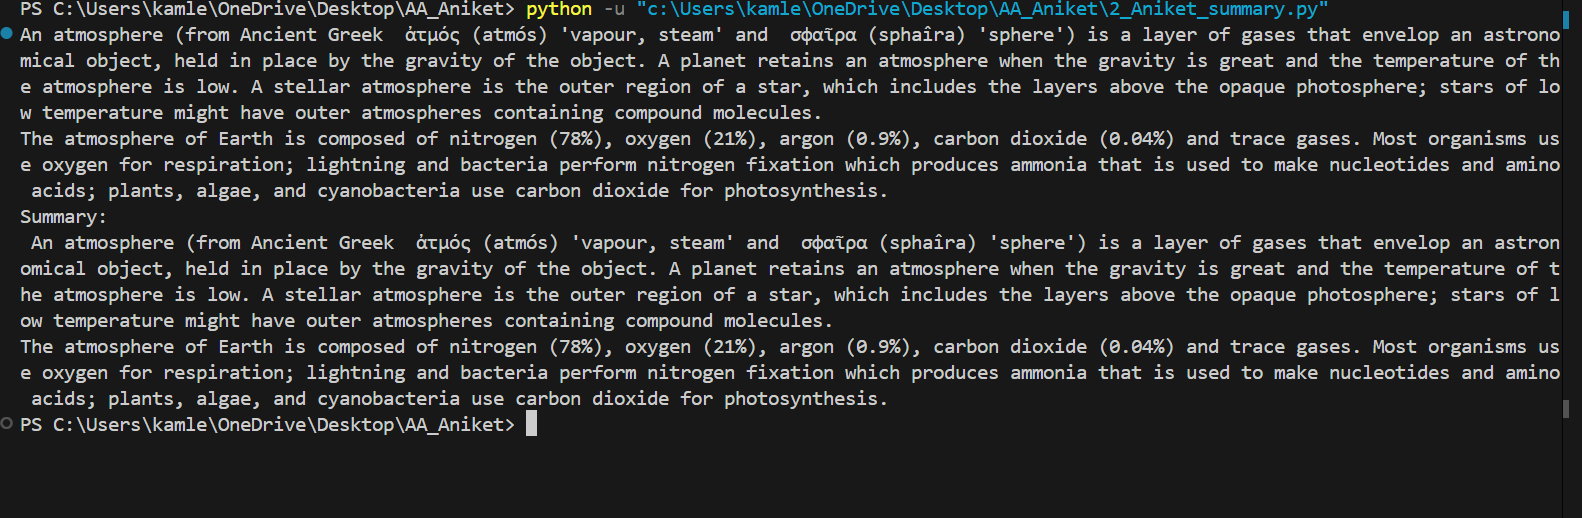 PS C:\Users\kamle\OneDrive\Desktop\AA_Aniket> python -u "c:\Users\kamle\OneDrive\Desktop\AA_Aniket\2_Aniket_summary.py"
An atmosphere (from Ancient Greek  ἀτμός (atmós) 'vapour, steam' and  σφαῖρα (sphaîra) 'sphere') is a layer of gases that envelop an astrono
mical object, held in place by the gravity of the object. A planet retains an atmosphere when the gravity is great and the temperature of th
e atmosphere is low. A stellar atmosphere is the outer region of a star, which includes the layers above the opaque photosphere; stars of lo
w temperature might have outer atmospheres containing compound molecules.
The atmosphere of Earth is composed of nitrogen (78%), oxygen (21%), argon (0.9%), carbon dioxide (0.04%) and trace gases. Most organisms us
e oxygen for respiration; lightning and bacteria perform nitrogen fixation which produces ammonia that is used to make nucleotides and amino
 acids; plants, algae, and cyanobacteria use carbon dioxide for photosynthesis.
Summary:
 An atmosphere (from Ancient Greek  ἀτμός (atmós) 'vapour, steam' and  σφαῖρα (sphaîra) 'sphere') is a layer of gases that envelop an astron
omical object, held in place by the gravity of the object. A planet retains an atmosphere when the gravity is great and the temperature of t
he atmosphere is low. A stellar atmosphere is the outer region of a star, which includes the layers above the opaque photosphere; stars of l
ow temperature might have outer atmospheres containing compound molecules.
The atmosphere of Earth is composed of nitrogen (78%), oxygen (21%), argon (0.9%), carbon dioxide (0.04%) and trace gases. Most organisms us
e oxygen for respiration; lightning and bacteria perform nitrogen fixation which produces ammonia that is used to make nucleotides and amino
 acids; plants, algae, and cyanobacteria use carbon dioxide for photosynthesis.
PS C:\Users\kamle\OneDrive\Desktop\AA_Aniket>